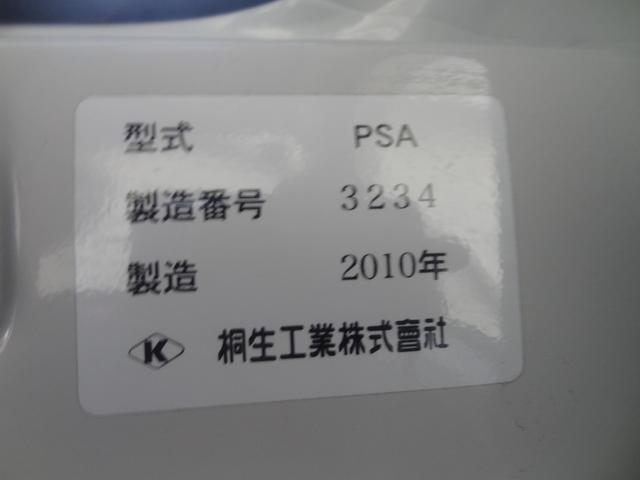 型式 PSA
製造番号 3234
製造 2010年
K 桐生工業株式會社